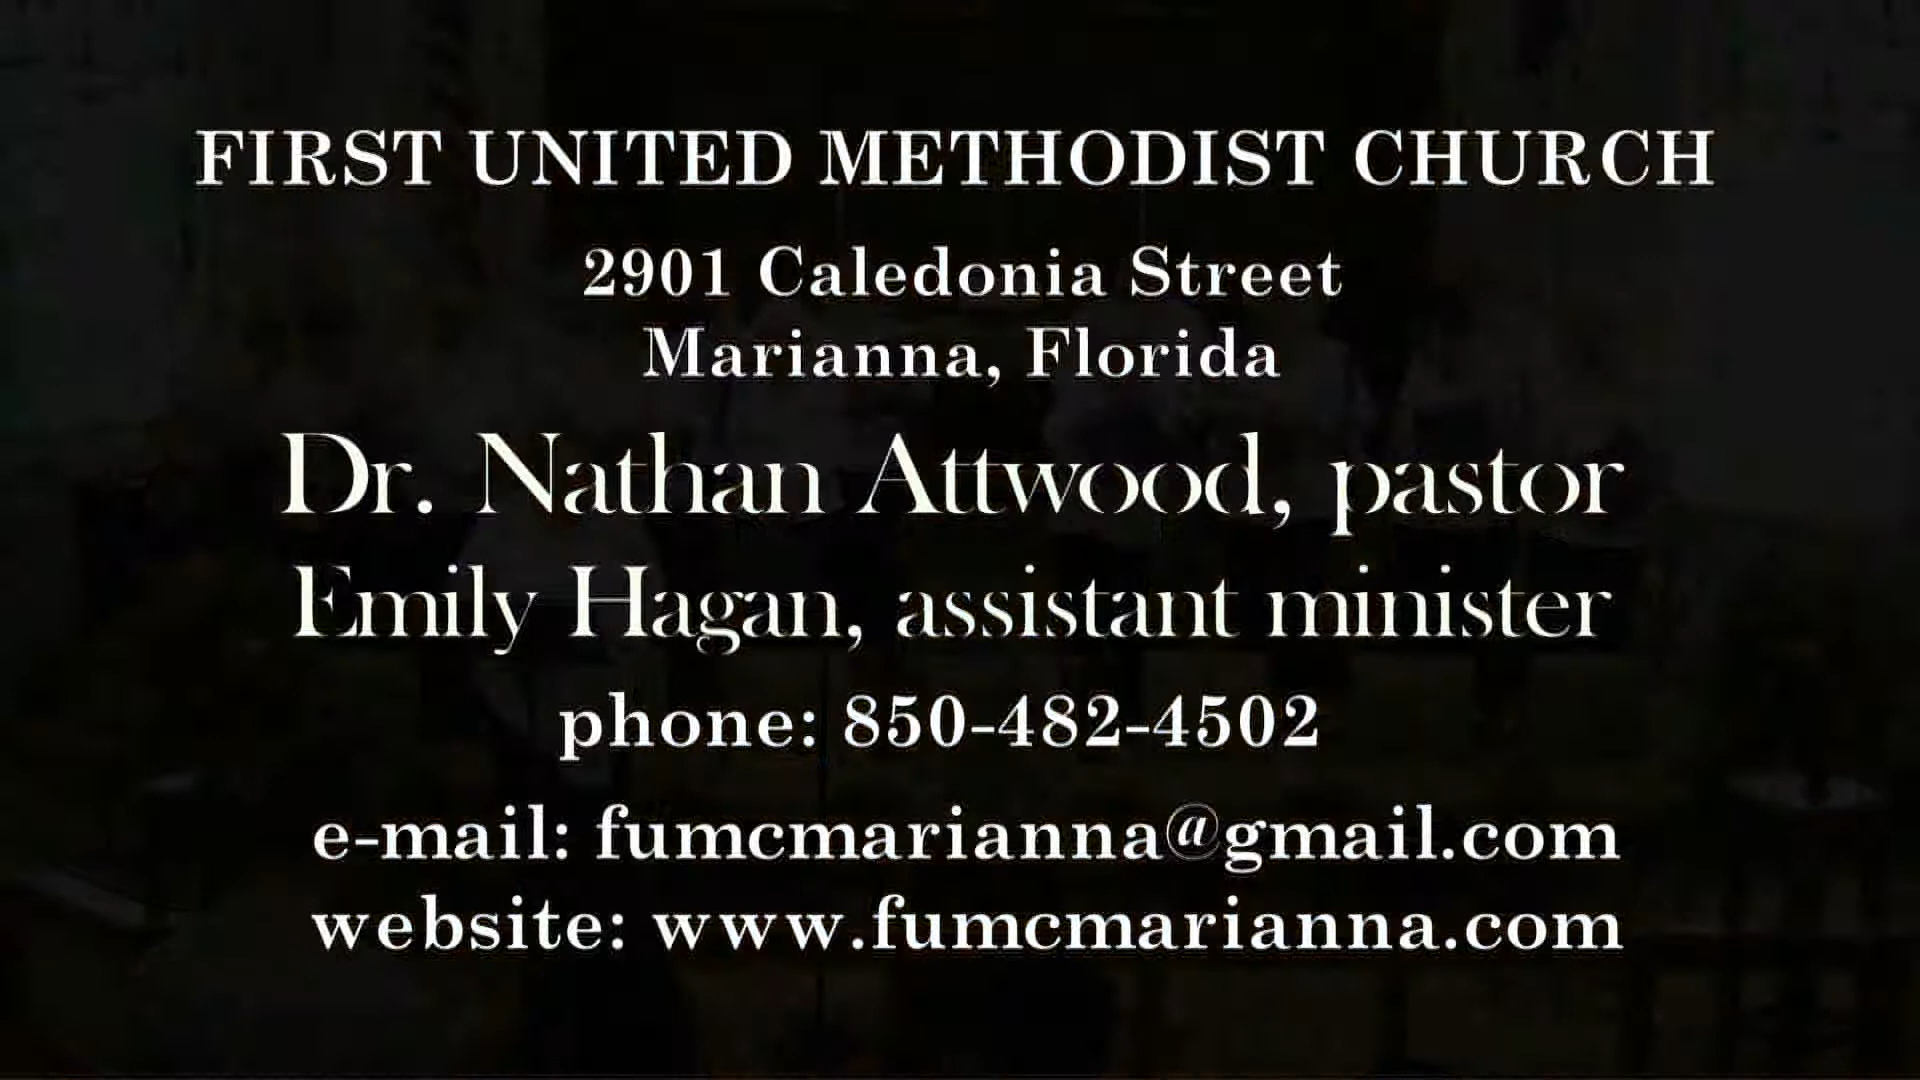 FIRST UNITED METHODIST CHURCH
2901 Caledonia Street
Marianna, Florida
Dr. Nathan Attwood, pastor
Emily Hagan, assistant minister
phone: 850-482-4502
e-mail: fumcmarianna@gmail.com
website: www.fumcmarianna.com